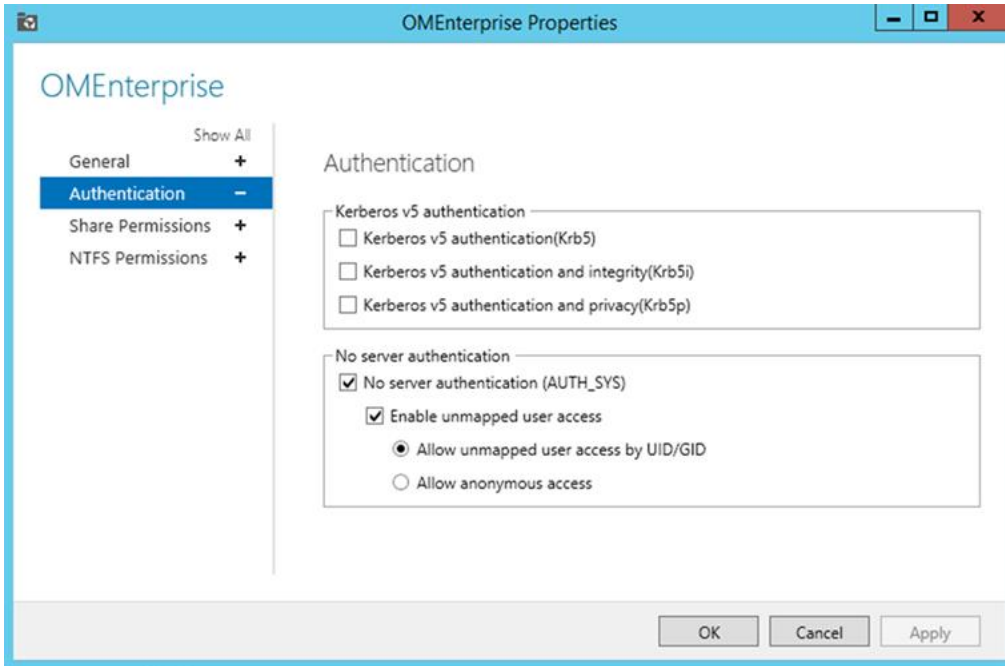 OMEnterprise Properties
OMEnterprise
Show All
General +
Authentication −
Share Permissions +
NTFS Permissions +
Authentication
Kerberos v5 authentication
Kerberos v5 authentication(Krb5)
Kerberos v5 authentication and integrity(Krb5i)
Kerberos v5 authentication and privacy(Krb5p)
No server authentication
No server authentication (AUTH_SYS)
Enable unmapped user access
Allow unmapped user access by UID/GID
Allow anonymous access
OK Cancel Apply